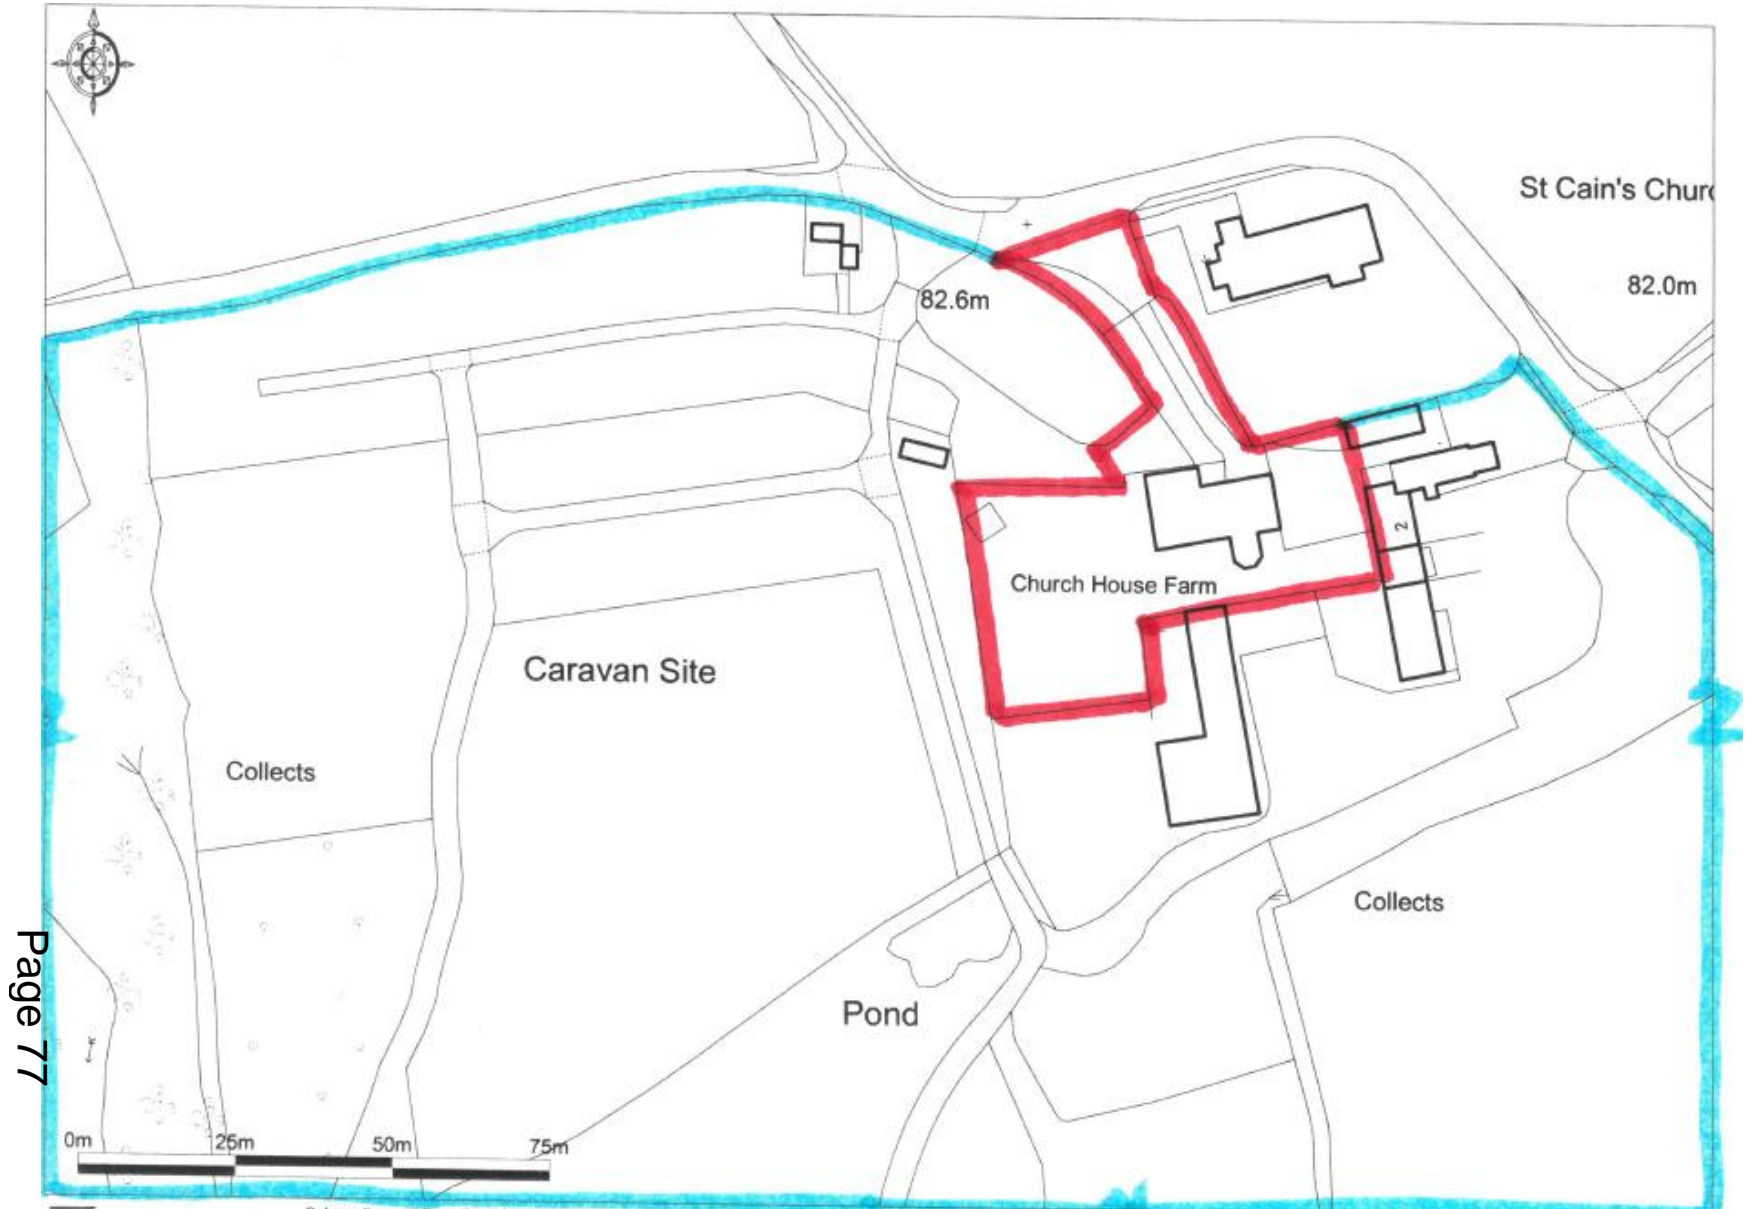 St Cain's Churc
82.0m
82.6m
2
Church House Farm
Caravan Site
Collects
Collects
Pond
Page 77
0m 25m 50m 75m